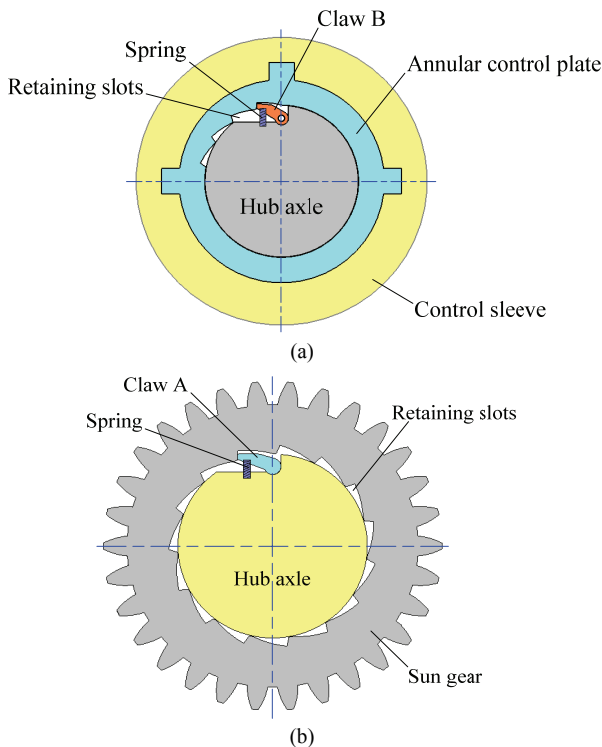 Claw B
Spring
Annular control plate
Retaining slots
Hub axle
Control sleeve
(a)
Claw A
Retaining slots
Spring
Hub axle
Sun gear
(b)